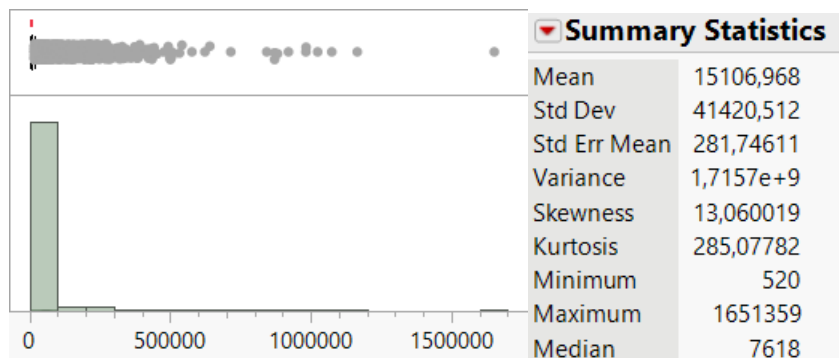 Summary Statistics
Mean 15106,968
Std Dev 41420,512
Std Err Mean 281,74611
Variance 1,7157e+9
Skewness 13,060019
Kurtosis 285,07782
Minimum 520
Maximum 1651359
Median 7618
0 500000 1000000 1500000